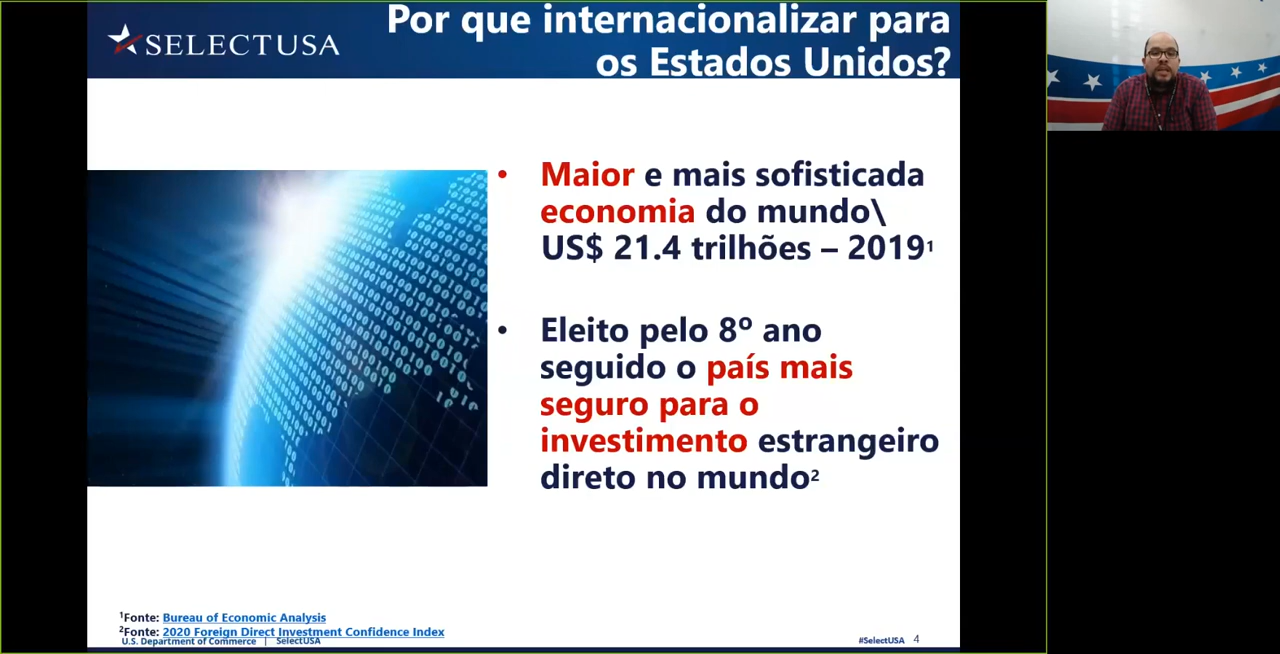 SELECTUSA
Por que internacionalizar para
os Estados Unidos?
• Maior e mais sofisticada
economia do mundo\
US$ 21.4 trilhões – 2019¹
• Eleito pelo 8º ano
seguido o país mais
seguro para o
investimento estrangeiro
direto no mundo²
¹Fonte: Bureau of Economic Analysis
²Fonte: 2020 Foreign Direct Investment Confidence Index
U.S. Department of Commerce | SelectUSA
#SelectUSA 4